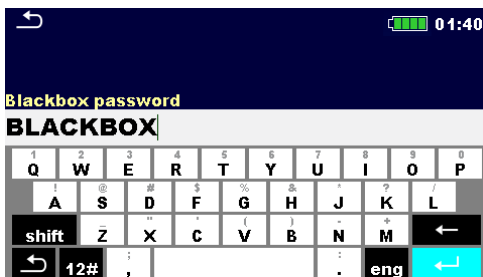 01:40
Blackbox password
BLACKBOX
1 2 3 4 5 6 7 8 9 0
Q W E R T Y U I O P
! @ # $ % & * ? /
A S D F G H J K L
- " ' ( ) - +
shift Z X C V B N M ←
; :
12# , . eng